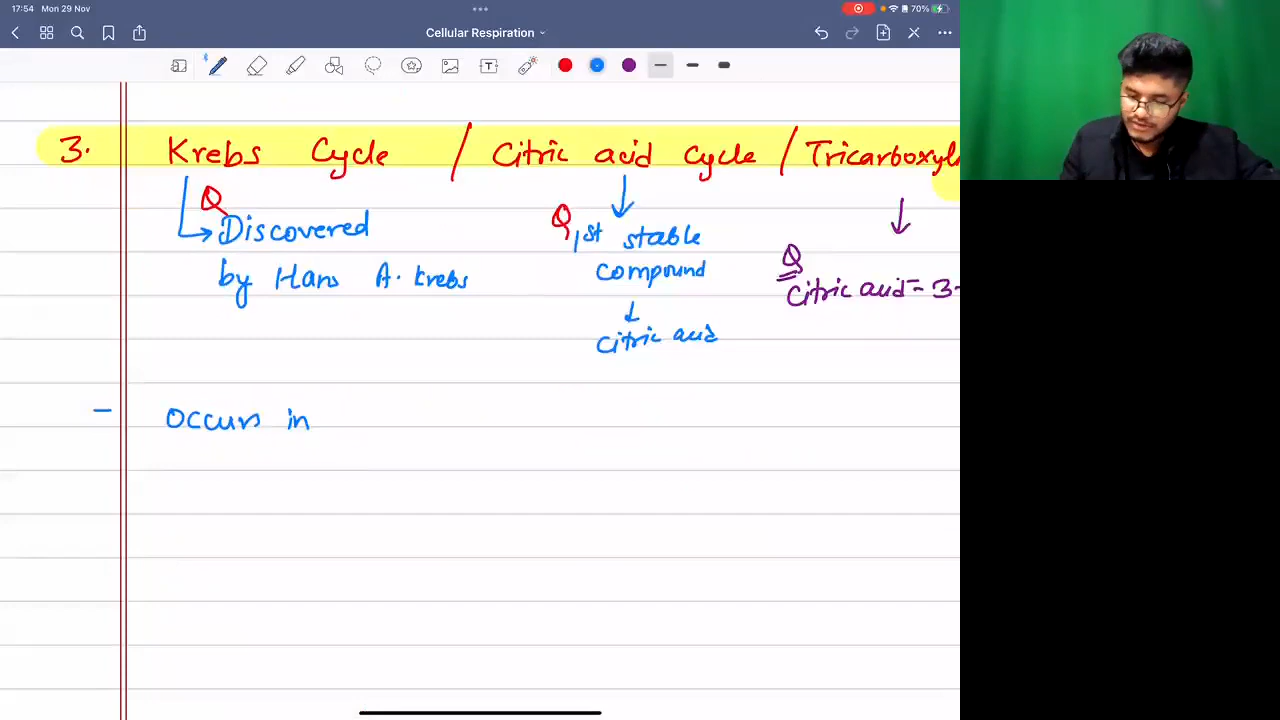 17:54 Mon 29 Nov
70%
Cellular Respiration
T
3. Krebs Cycle / Citric acid cycle / Tricarboxyl
Q
Discovered
by Hans A. Krebs
Q
1st stable
compound
Citric acid
Q
Citric acid = 3-
- Occurs in